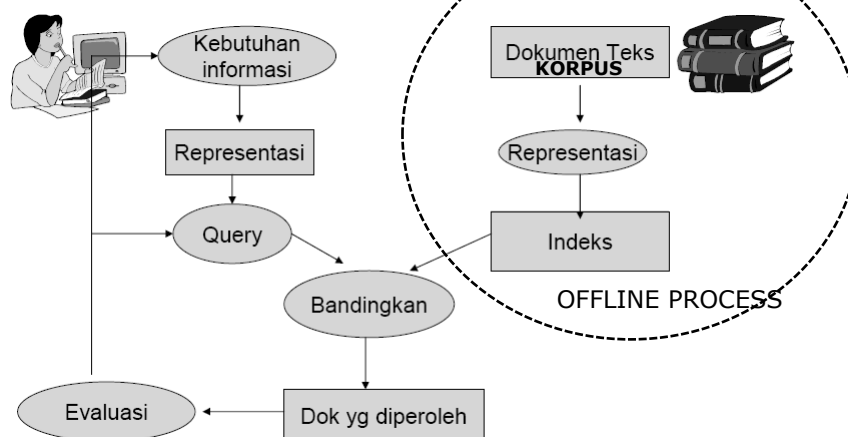 Kebutuhan
informasi
Dokumen Teks
KORPUS
Representasi
Representasi
Query
Indeks
OFFLINE PROCESS
Bandingkan
Evaluasi
Dok yg diperoleh